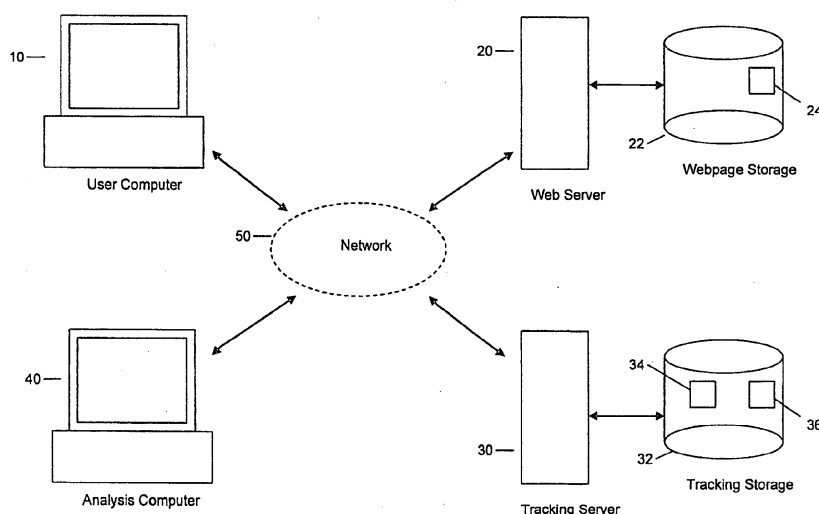 10
User Computer
20
Web Server
24
22
Webpage Storage
50
Network
40
Analysis Computer
30
Tracking Server
34
36
32
Tracking Storage